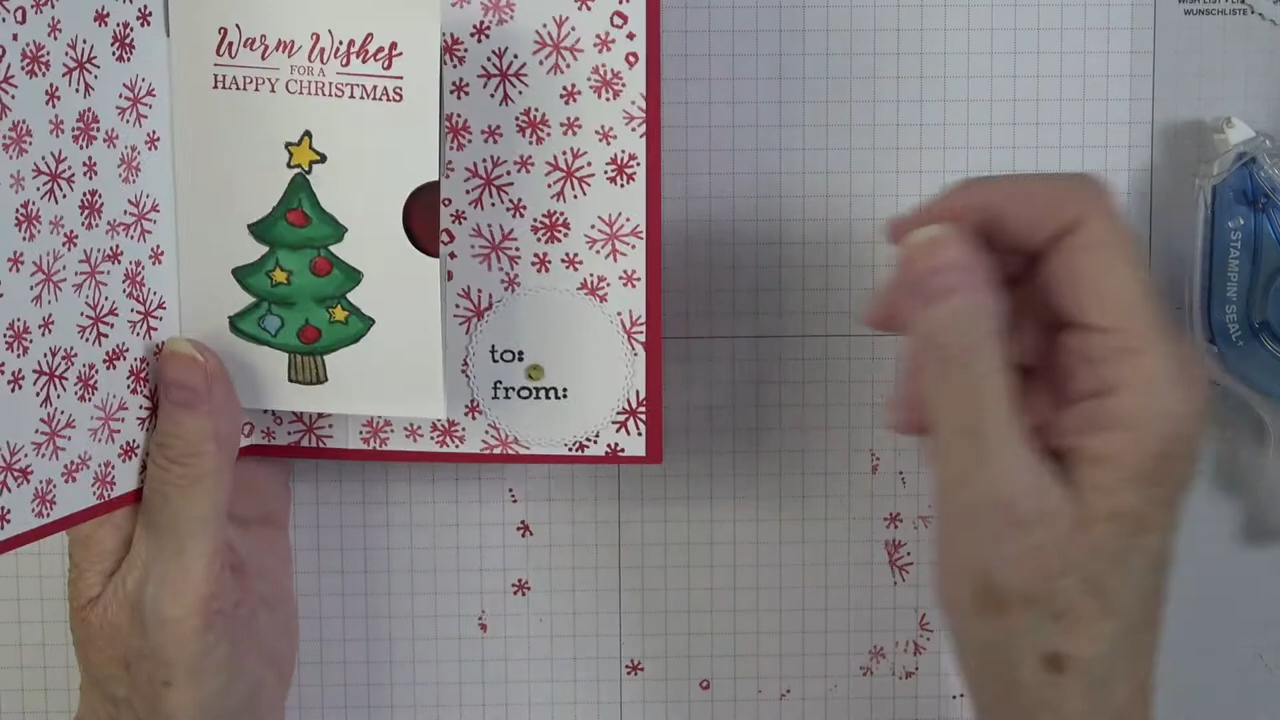 Warm Wishes
FOR A
HAPPY CHRISTMAS
to:
from:
WUNSCHLISTE •
STAMPIN' SEAL+